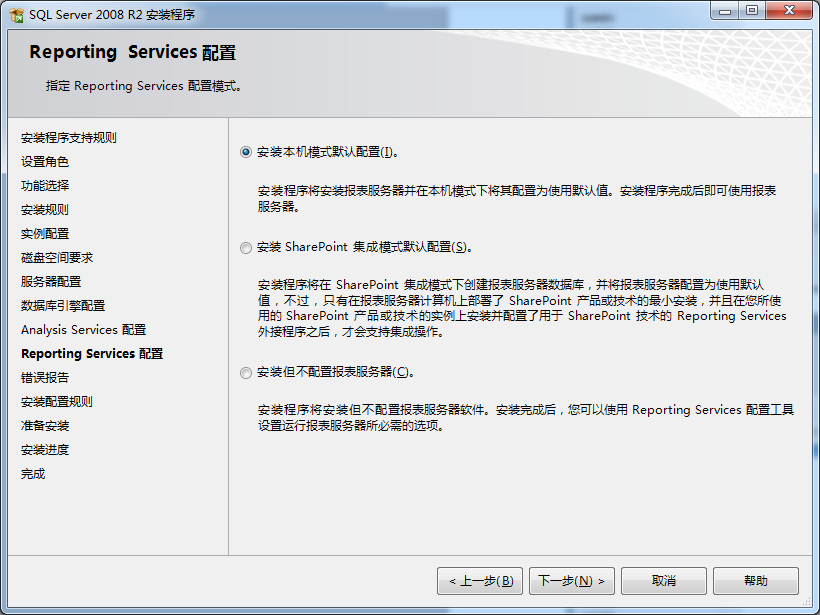 SQL Server 2008 R2 安装程序
Reporting Services 配置
指定 Reporting Services 配置模式。
安装程序支持规则
设置角色
功能选择
安装规则
实例配置
磁盘空间要求
服务器配置
数据库引擎配置
Analysis Services 配置
Reporting Services 配置
错误报告
安装配置规则
准备安装
安装进度
完成
安装本机模式默认配置(I)。
安装程序将安装报表服务器并在本机模式下将其配置为使用默认值。安装程序完成后即可使用报表
服务器。
安装 SharePoint 集成模式默认配置(S)。
安装程序将在 SharePoint 集成模式下创建报表服务器数据库，并将报表服务器配置为使用默认
值，不过，只有在报表服务器计算机上部署了 SharePoint 产品或技术的最小安装，并且在您所使
用的 SharePoint 产品或技术的实例上安装并配置了用于 SharePoint 技术的 Reporting Services
外接程序之后，才会支持集成操作。
安装但不配置报表服务器(C)。
安装程序将安装但不配置报表服务器软件。安装完成后，您可以使用 Reporting Services 配置工具
设置运行报表服务器所必需的选项。
< 上一步(B)
下一步(N) >
取消
帮助